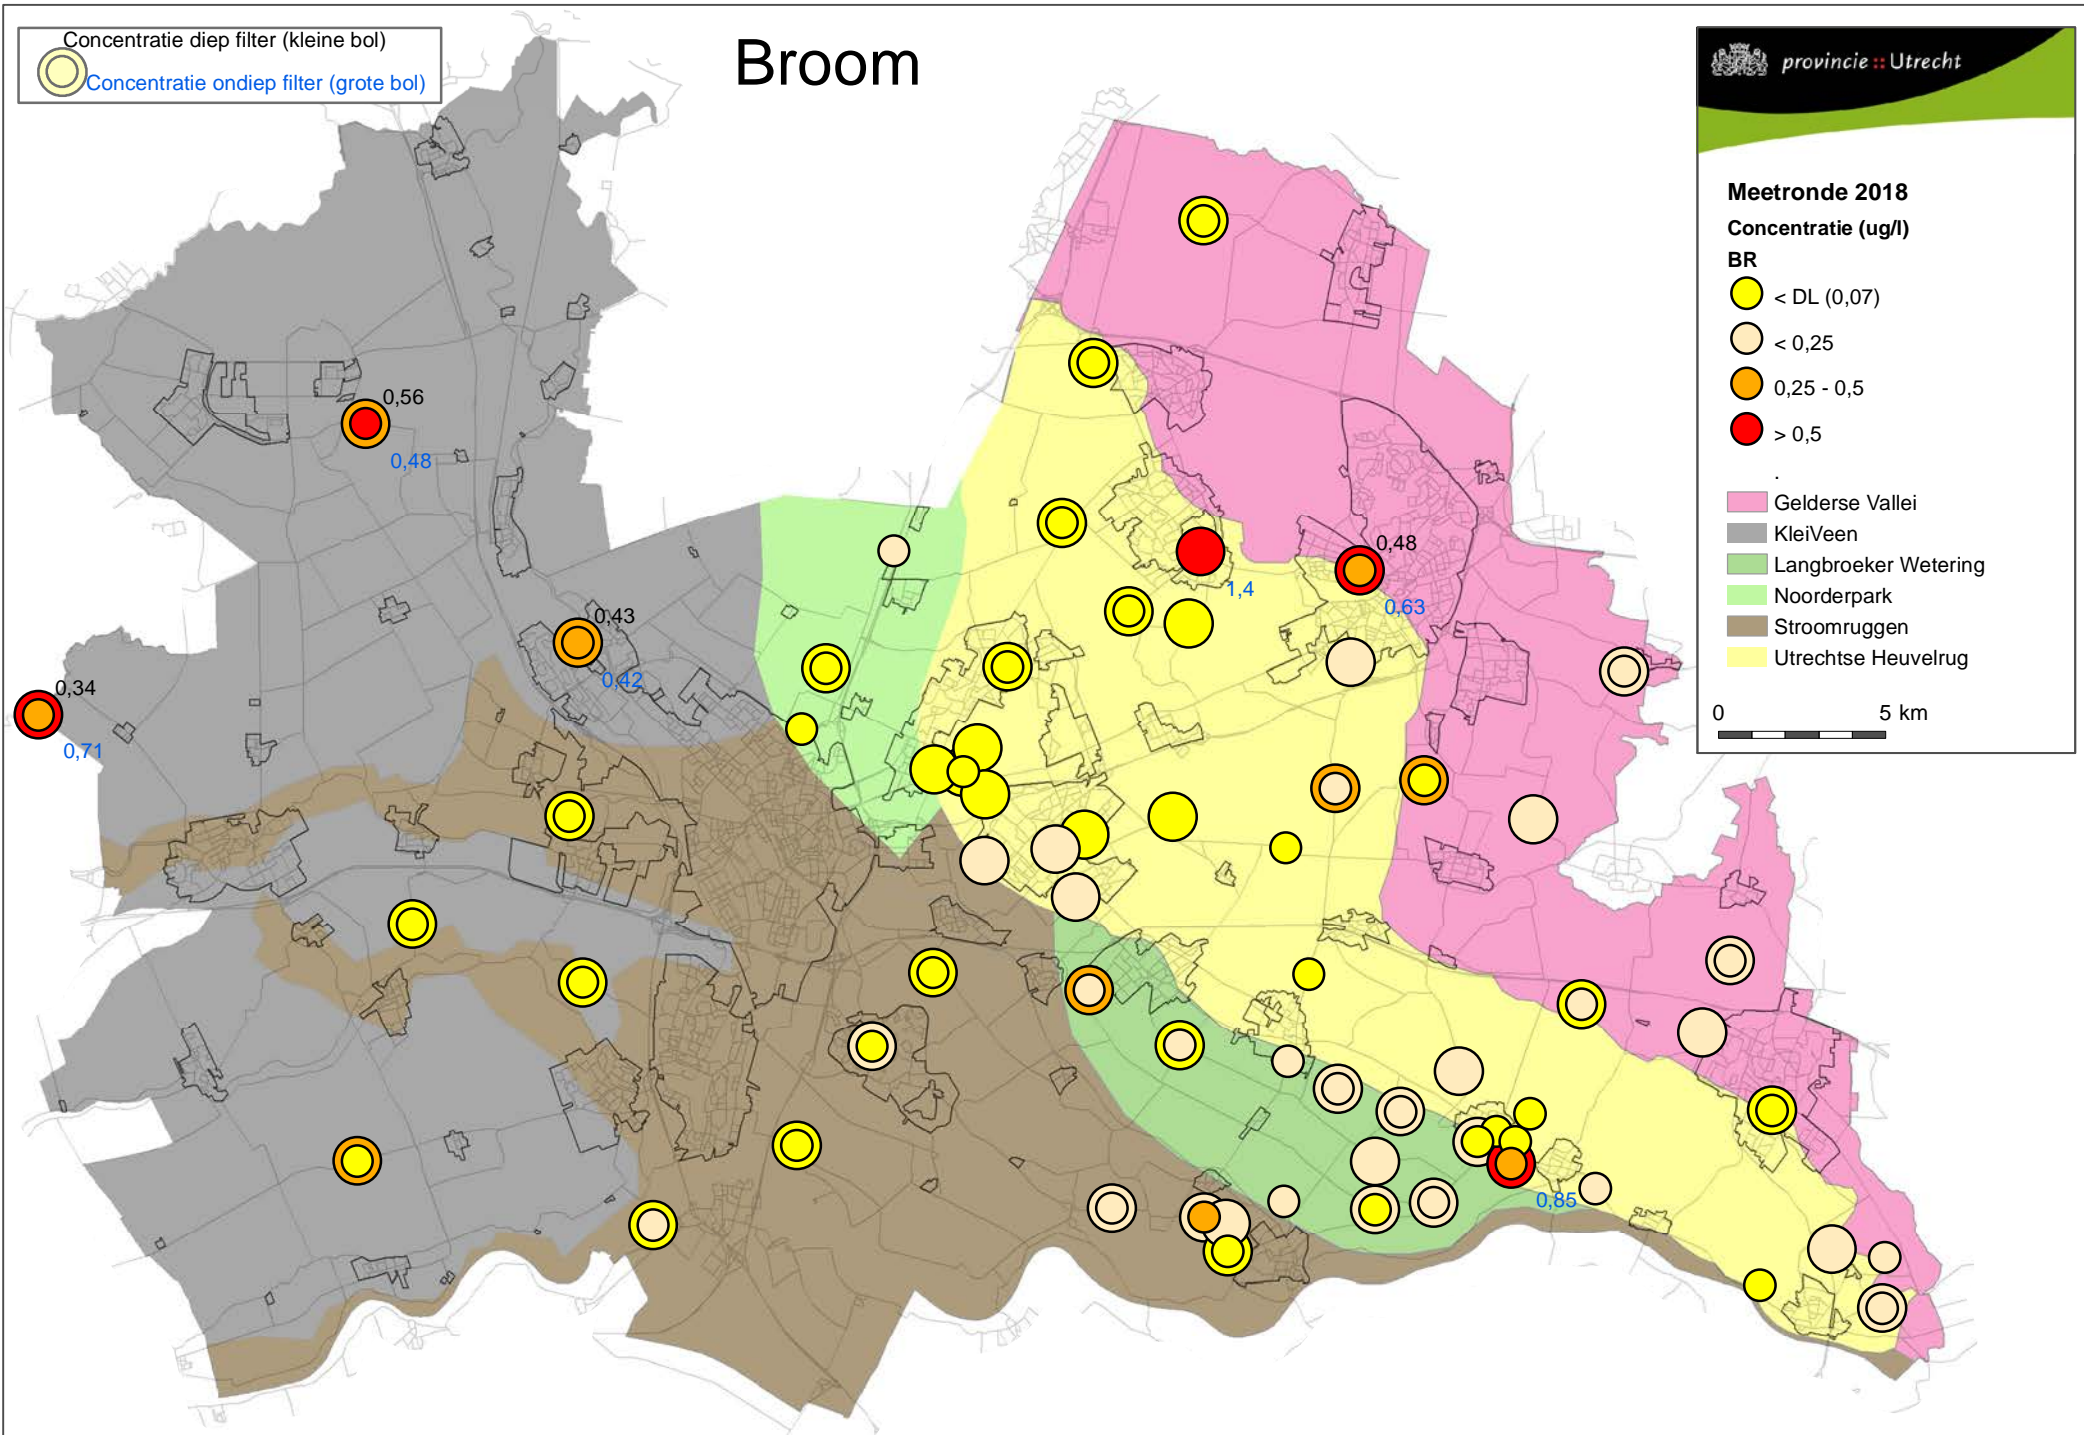 Concentratie diep filter (kleine bol)
Concentratie ondiep filter (grote bol)
Broom
provincie :: Utrecht
Meetronde 2018
Concentratie (ug/l)
BR
< DL (0,07)
< 0,25
0,25 - 0,5
> 0,5
.
Gelderse Vallei
KleiVeen
Langbroeker Wetering
Noorderpark
Stroomruggen
Utrechtse Heuvelrug
0 5 km
0,56
0,48
0,48
0,63
1,4
0,43
0,42
0,34
0,71
0,85